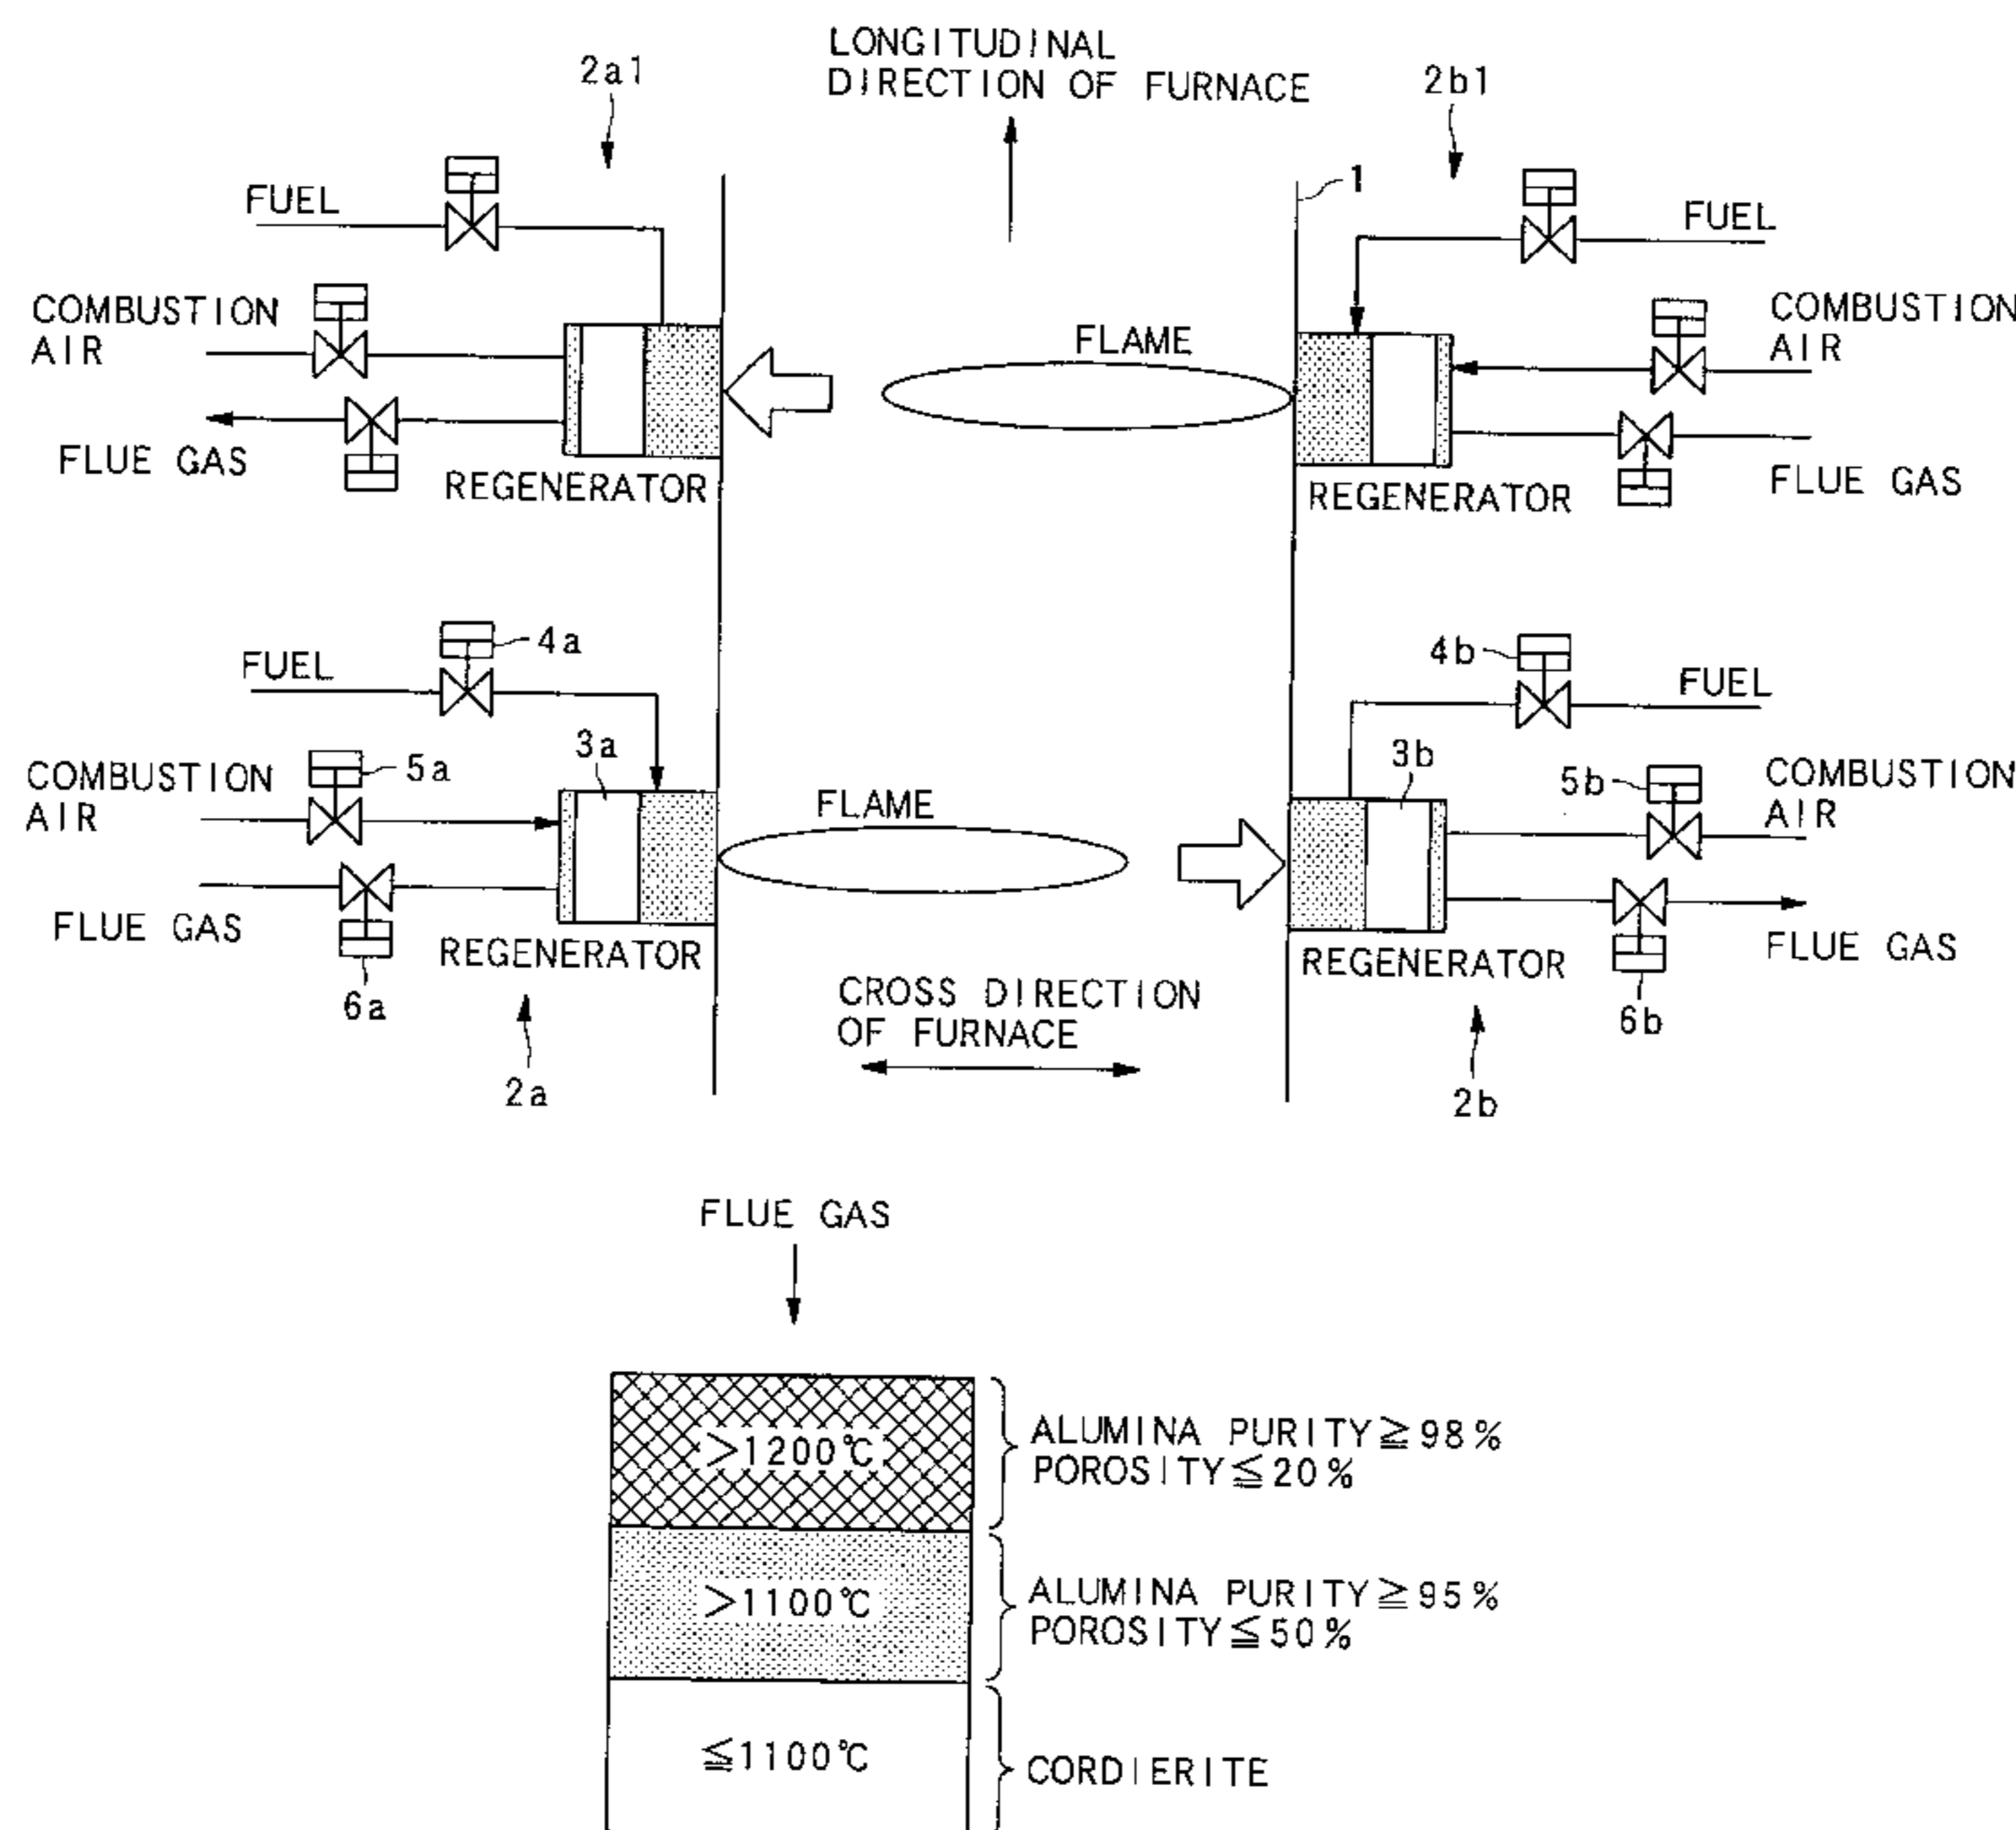 LONGITUDINAL
DIRECTION OF FURNACE
2a1
2b1
1
FUEL
FUEL
COMBUSTION
AIR
COMBUSTION
AIR
FLAME
FLUE GAS
REGENERATOR
REGENERATOR
FLUE GAS
4a
4b
FUEL
FUEL
3a
3b
5a
5b
COMBUSTION
AIR
COMBUSTION
AIR
FLAME
FLUE GAS
REGENERATOR
REGENERATOR
FLUE GAS
6a
6b
CROSS DIRECTION
OF FURNACE
2a
2b
FLUE GAS
>1200℃
ALUMINA PURITY≧98%
POROSITY≦20%
>1100℃
ALUMINA PURITY≧95%
POROSITY≦50%
≦1100℃
CORDIERITE